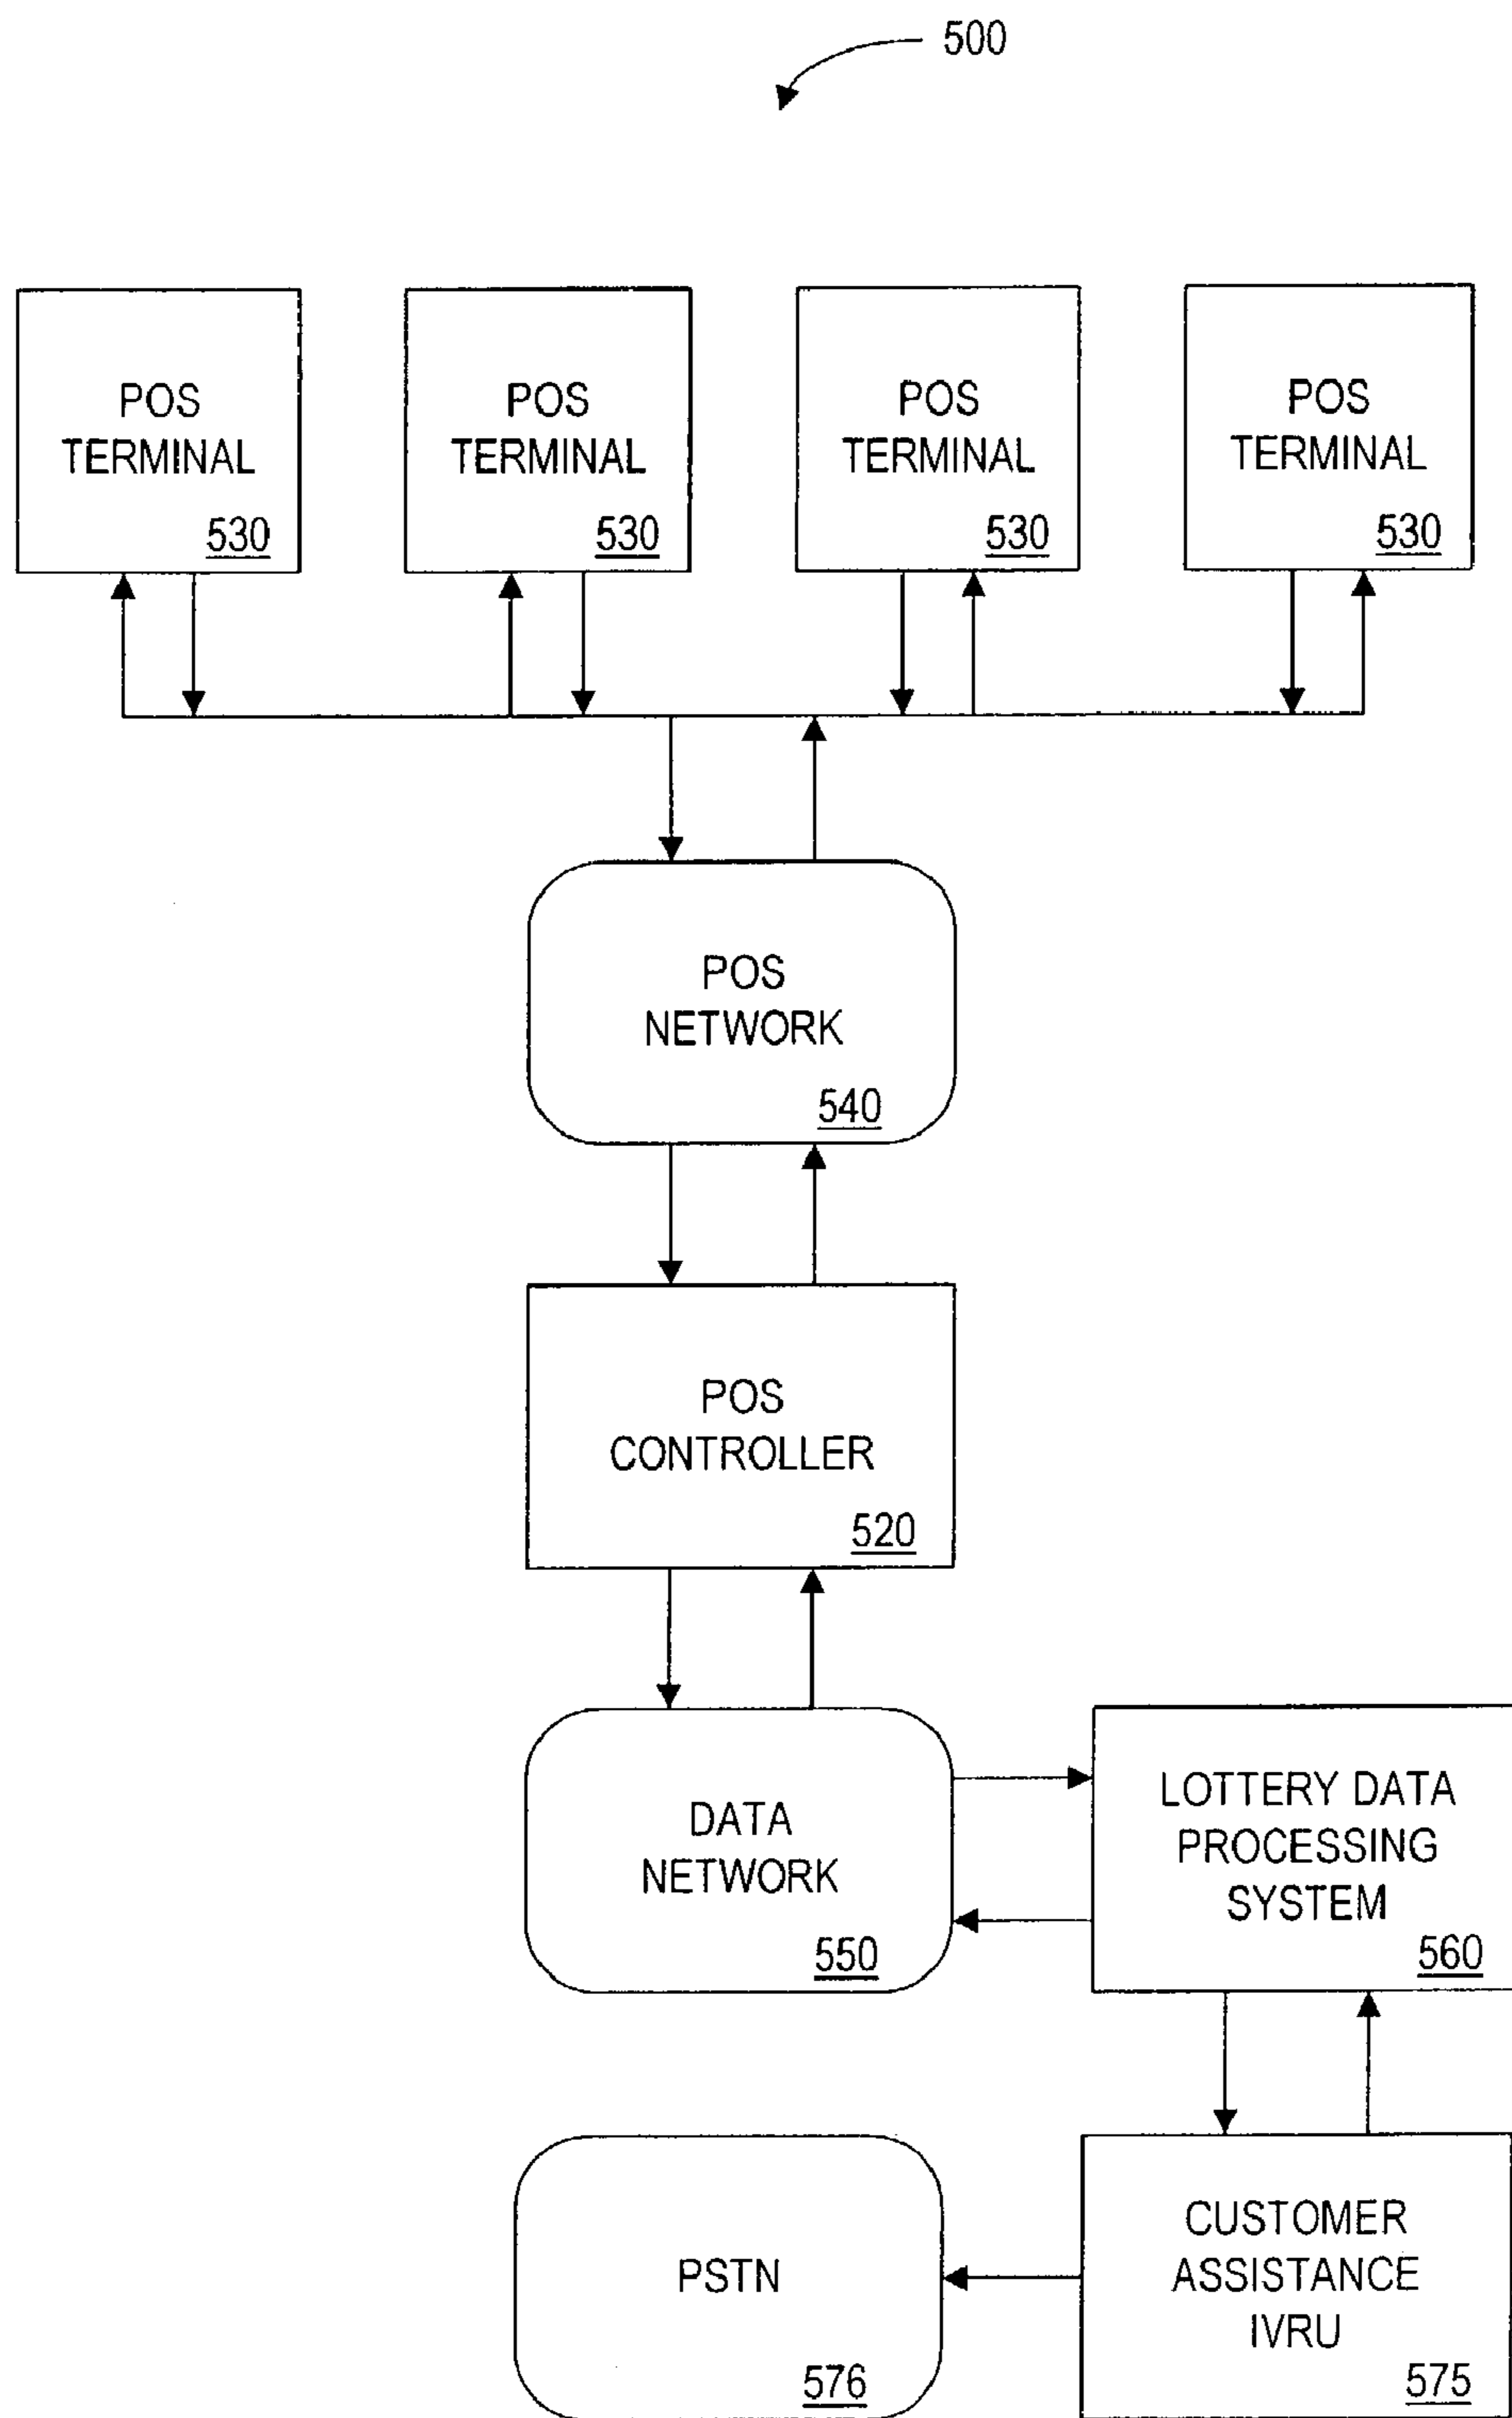 500
POS
TERMINAL
530
POS
TERMINAL
530
POS
TERMINAL
530
POS
TERMINAL
530
POS
NETWORK
540
POS
CONTROLLER
520
DATA
NETWORK
550
LOTTERY DATA
PROCESSING
SYSTEM
560
PSTN
576
CUSTOMER
ASSISTANCE
IVRU
575